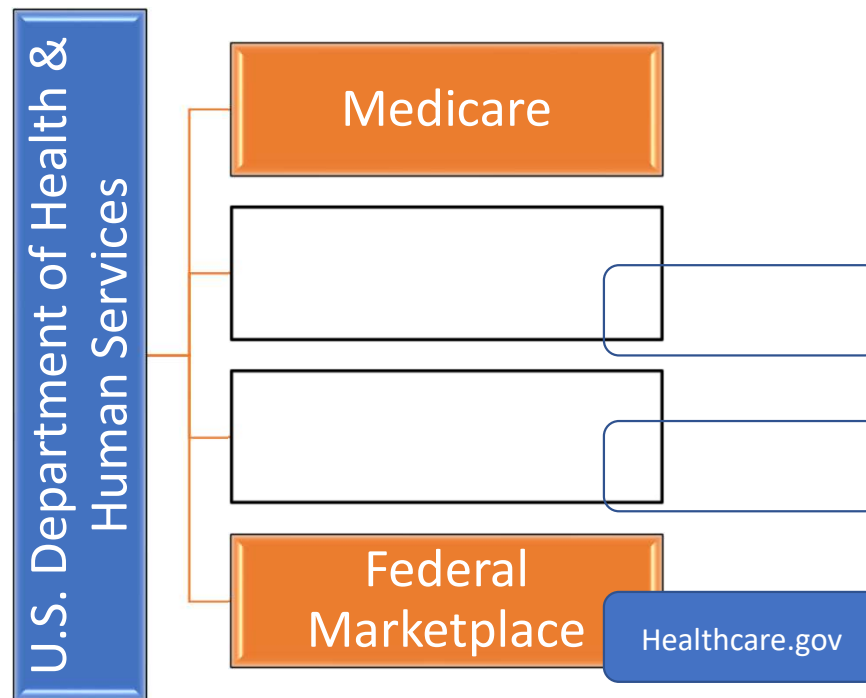 U.S. Department of Health &
Human Services
Medicare
Federal
Marketplace
Healthcare.gov